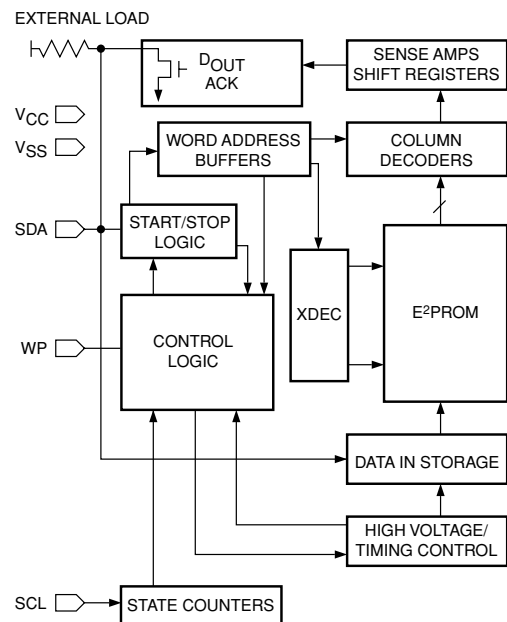 EXTERNAL LOAD
DOUT
ACK
SENSE AMPS
SHIFT REGISTERS
VCC
VSS
WORD ADDRESS
BUFFERS
COLUMN
DECODERS
SDA
START/STOP
LOGIC
XDEC
E²PROM
WP
CONTROL
LOGIC
DATA IN STORAGE
HIGH VOLTAGE/
TIMING CONTROL
SCL
STATE COUNTERS